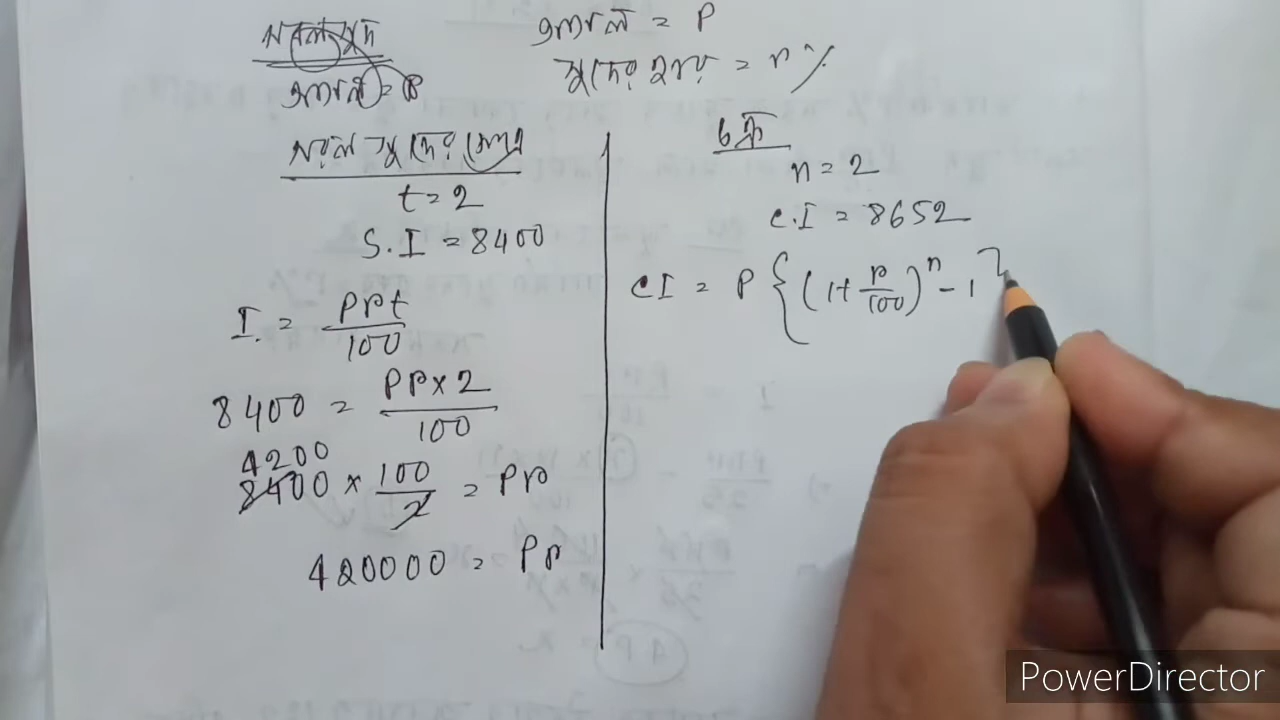 আসল = P
সুদের হার = r %
আসল = P
সরল সুদের ক্ষেত্রে
t = 2
S.I = 8400
I. = Prt/100
8400 = Pr×2/100
4200
8400 × 100/2 = Pr
420000 = Pr
n = 2
C.I = 8652
CI = P { (1+ r/100)^n - 1
PowerDirector